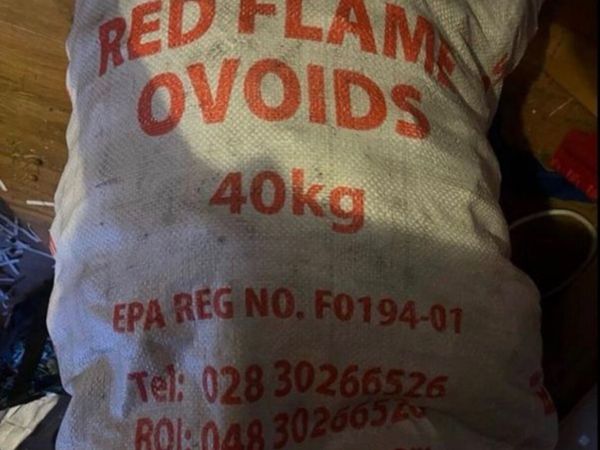 RED FLAME
OVOIDS
40kg
EPA REG NO. F0194-01
Tel: 028 30266526
ROI: 048 30266526